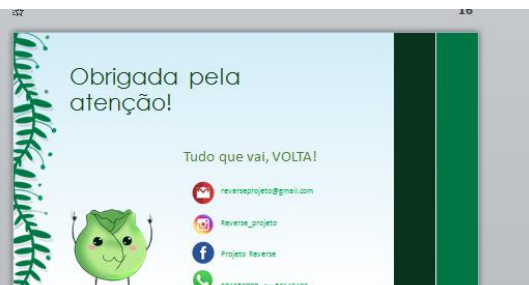 16
Obrigada pela
atenção!
Tudo que vai, VOLTA!
reverseprojeto@gmail.com
Reverse_projeto
Projeto Reverse